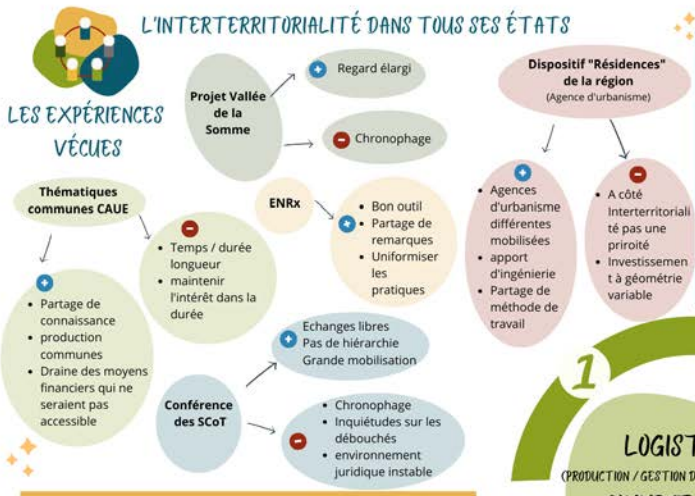 L'INTERTERRITORIALITÉ DANS TOUS SES ÉTATS
LES EXPÉRIENCES
VÉCUES
Projet Vallée
de la
Somme
Regard élargi
Chronophage
Dispositif "Résidences"
de la région
(Agence d'urbanisme)
• Agences
d'urbanisme
différentes
mobilisées
• apport
d'ingénierie
• Partage de
méthode de
travail
• A côté
Interterritoriali
té pas une
priroité
• Investissemen
t à géométrie
variable
Thématiques
communes CAUE
• Partage de
connaissance
• production
communes
• Draine des moyens
financiers qui ne
seraient pas
accessible
• Temps / durée
longueur
• maintenir
l'intérêt dans la
durée
ENRx
• Bon outil
• Partage de
remarques
• Uniformiser
les
pratiques
Conférence
des SCoT
Echanges libres
Pas de hiérarchie
Grande mobilisation
• Chronophage
• Inquiétudes sur les
débouchés
• environnement
juridique instable
1
LOGIST
(PRODUCTION / GESTION D